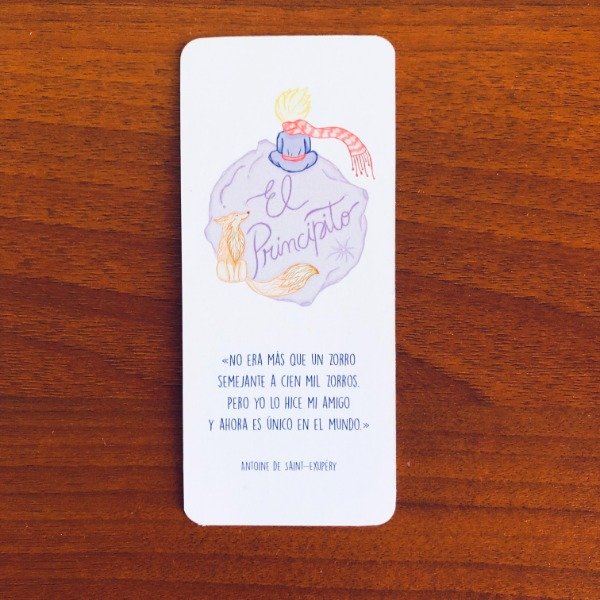 El
Principito
«NO ERA MÁS QUE UN ZORRO
SEMEJANTE A CIEN MIL ZORROS.
PERO YO LO HICE MI AMIGO
Y AHORA ES ÚNICO EN EL MUNDO.»
ANTOINE DE SAINT-EXUPÉRY